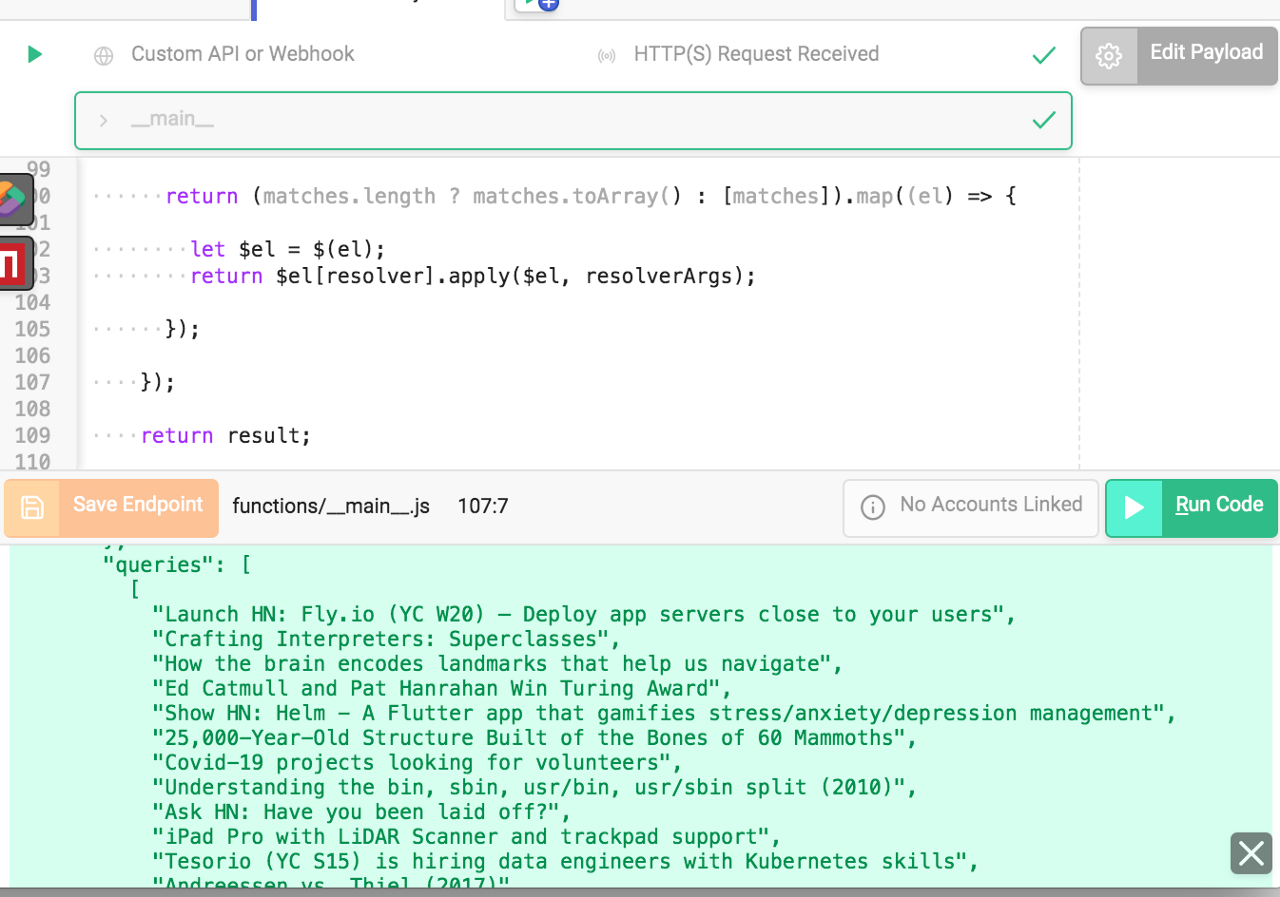 Custom API or Webhook
HTTP(S) Request Received
Edit Payload
__main__
99
return (matches.length ? matches.toArray() : [matches]).map((el) => {
let $el = $(el);
return $el[resolver].apply($el, resolverArgs);
104
105 });
106
107 });
108
109 return result;
110
Save Endpoint
functions/__main__.js
107:7
No Accounts Linked
Run Code
"queries": [
[
"Launch HN: Fly.io (YC W20) – Deploy app servers close to your users",
"Crafting Interpreters: Superclasses",
"How the brain encodes landmarks that help us navigate",
"Ed Catmull and Pat Hanrahan Win Turing Award",
"Show HN: Helm – A Flutter app that gamifies stress/anxiety/depression management",
"25,000-Year-Old Structure Built of the Bones of 60 Mammoths",
"Covid-19 projects looking for volunteers",
"Understanding the bin, sbin, usr/bin, usr/sbin split (2010)",
"Ask HN: Have you been laid off?",
"iPad Pro with LiDAR Scanner and trackpad support",
"Tesorio (YC S15) is hiring data engineers with Kubernetes skills",
"Andreessen vs. Thiel (2017)"